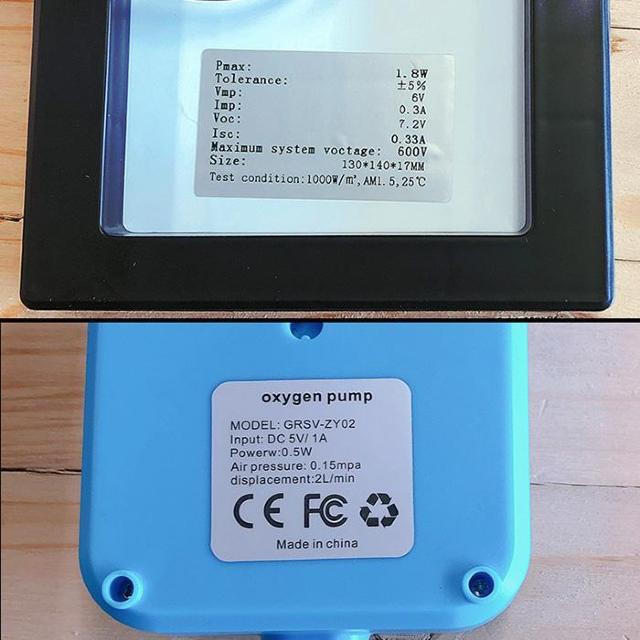 Pmax: 1.8W
Tolerance: ±5%
Vmp: 6V
Imp: 0.3A
Voc: 7.2V
Isc: 0.33A
Maximum system voctage: 600V
Size: 130*140*17MM
Test condition:1000W/m², AM1.5, 25℃
oxygen pump
MODEL: GRSV-ZY02
Input: DC 5V/ 1A
Powerw:0.5W
Air pressure: 0.15mpa
displacement:2L/min
CE FC
Made in china